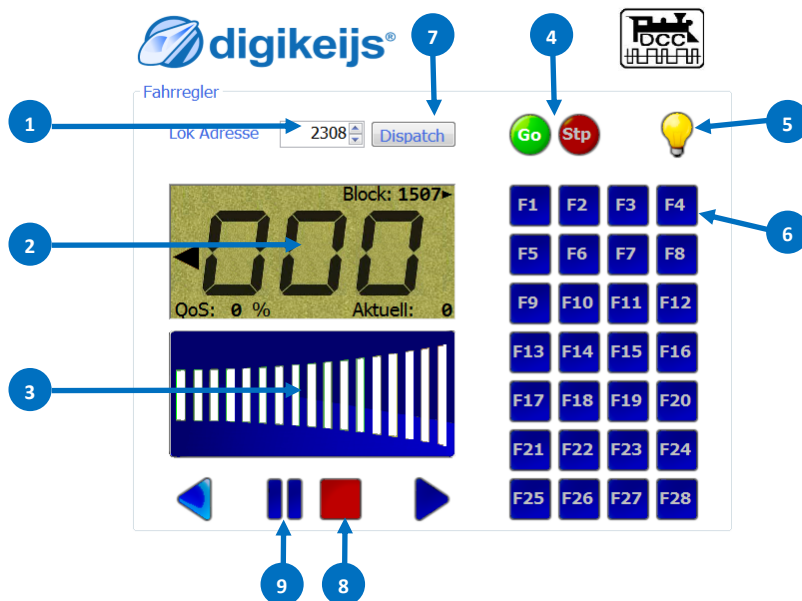 digikeijs®
7
4
DCC
Fahrregler
1
Lok Adresse 2308 Dispatch
Go Stp
5
Block: 1507►
000
2
QoS: 0 % Aktuell: 0
F1 F2 F3 F4
6
F5 F6 F7 F8
F9 F10 F11 F12
F13 F14 F15 F16
3
F17 F18 F19 F20
F21 F22 F23 F24
F25 F26 F27 F28
9
8